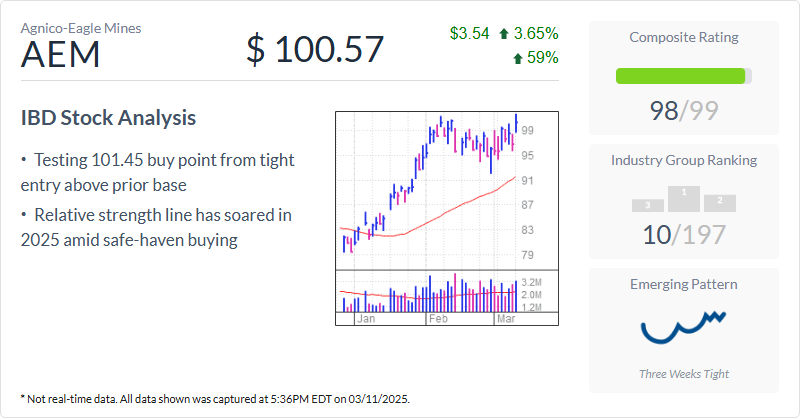 Agnico-Eagle Mines
AEM
$ 100.57
$3.54 3.65%
59%
IBD Stock Analysis
• Testing 101.45 buy point from tight
entry above prior base
• Relative strength line has soared in
2025 amid safe-haven buying
99
95
91
87
83
79
3.2M
2.0M
1.2M
Jan Feb Mar
* Not real-time data. All data shown was captured at 5:36PM EDT on 03/11/2025.
Composite Rating
98/99
Industry Group Ranking
3 1 2
10/197
Emerging Pattern
Three Weeks Tight